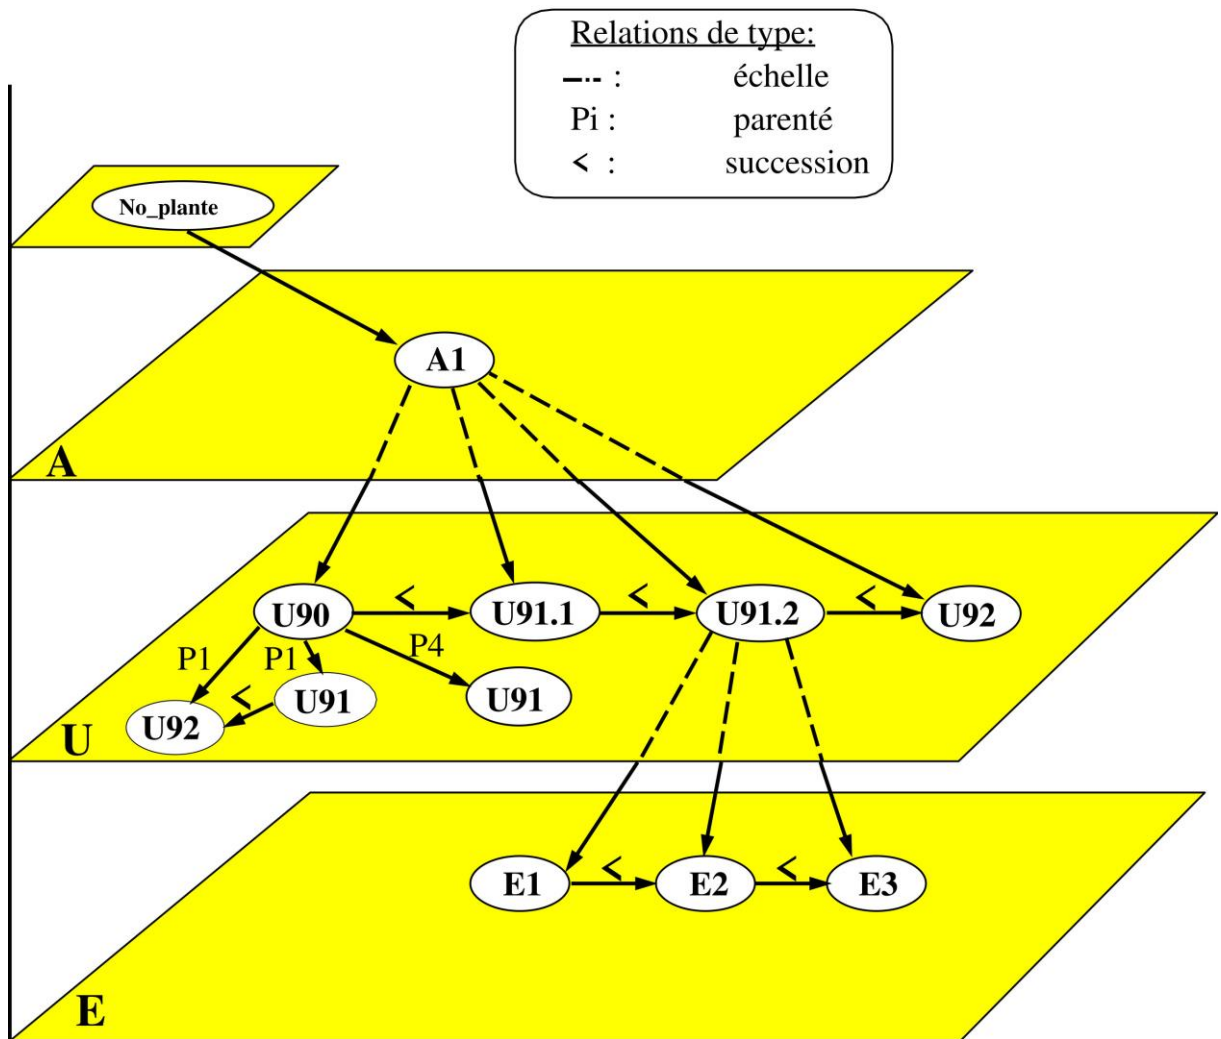 Relations de type:
—·- : échelle
Pi : parenté
< : succession
No_plante
A1
A
U90 < U91.1 < U91.2 < U92
P1 P1 P4
U92 < U91 U91
U
E1 < E2 < E3
E